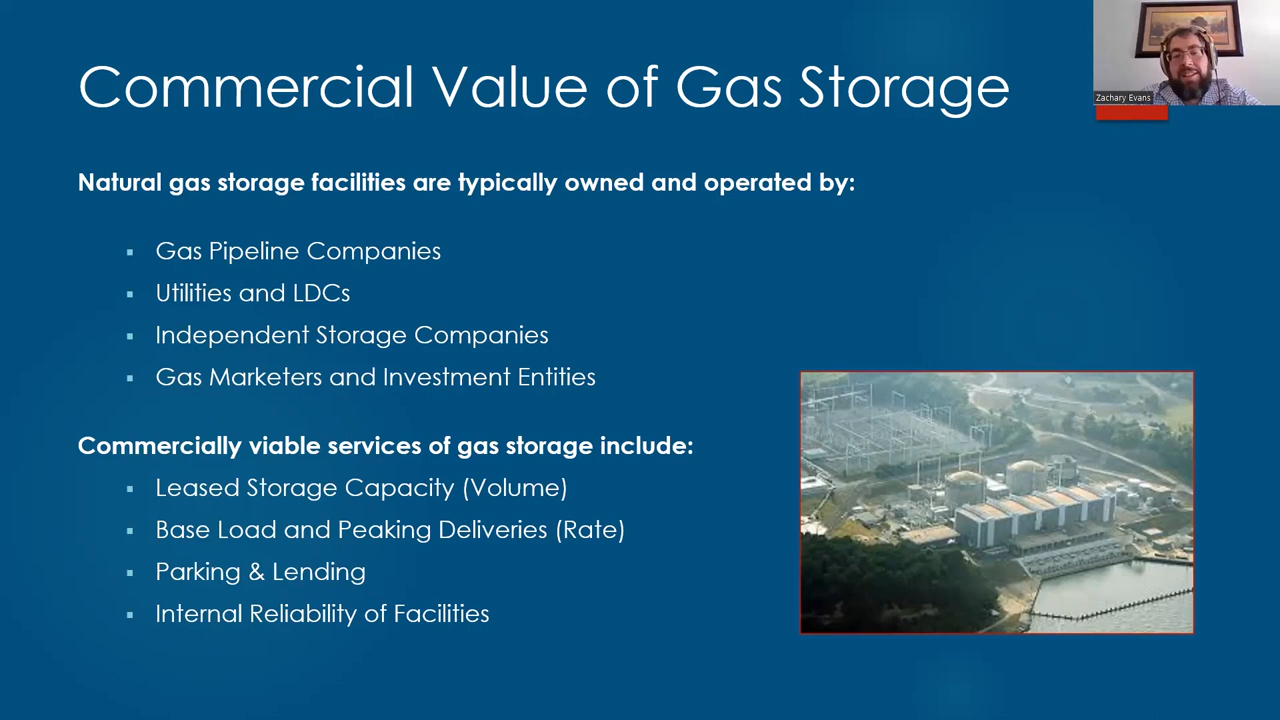 Commercial Value of Gas Storage
Zachary Evans
Natural gas storage facilities are typically owned and operated by:
▪ Gas Pipeline Companies
▪ Utilities and LDCs
▪ Independent Storage Companies
▪ Gas Marketers and Investment Entities
Commercially viable services of gas storage include:
▪ Leased Storage Capacity (Volume)
▪ Base Load and Peaking Deliveries (Rate)
▪ Parking & Lending
▪ Internal Reliability of Facilities